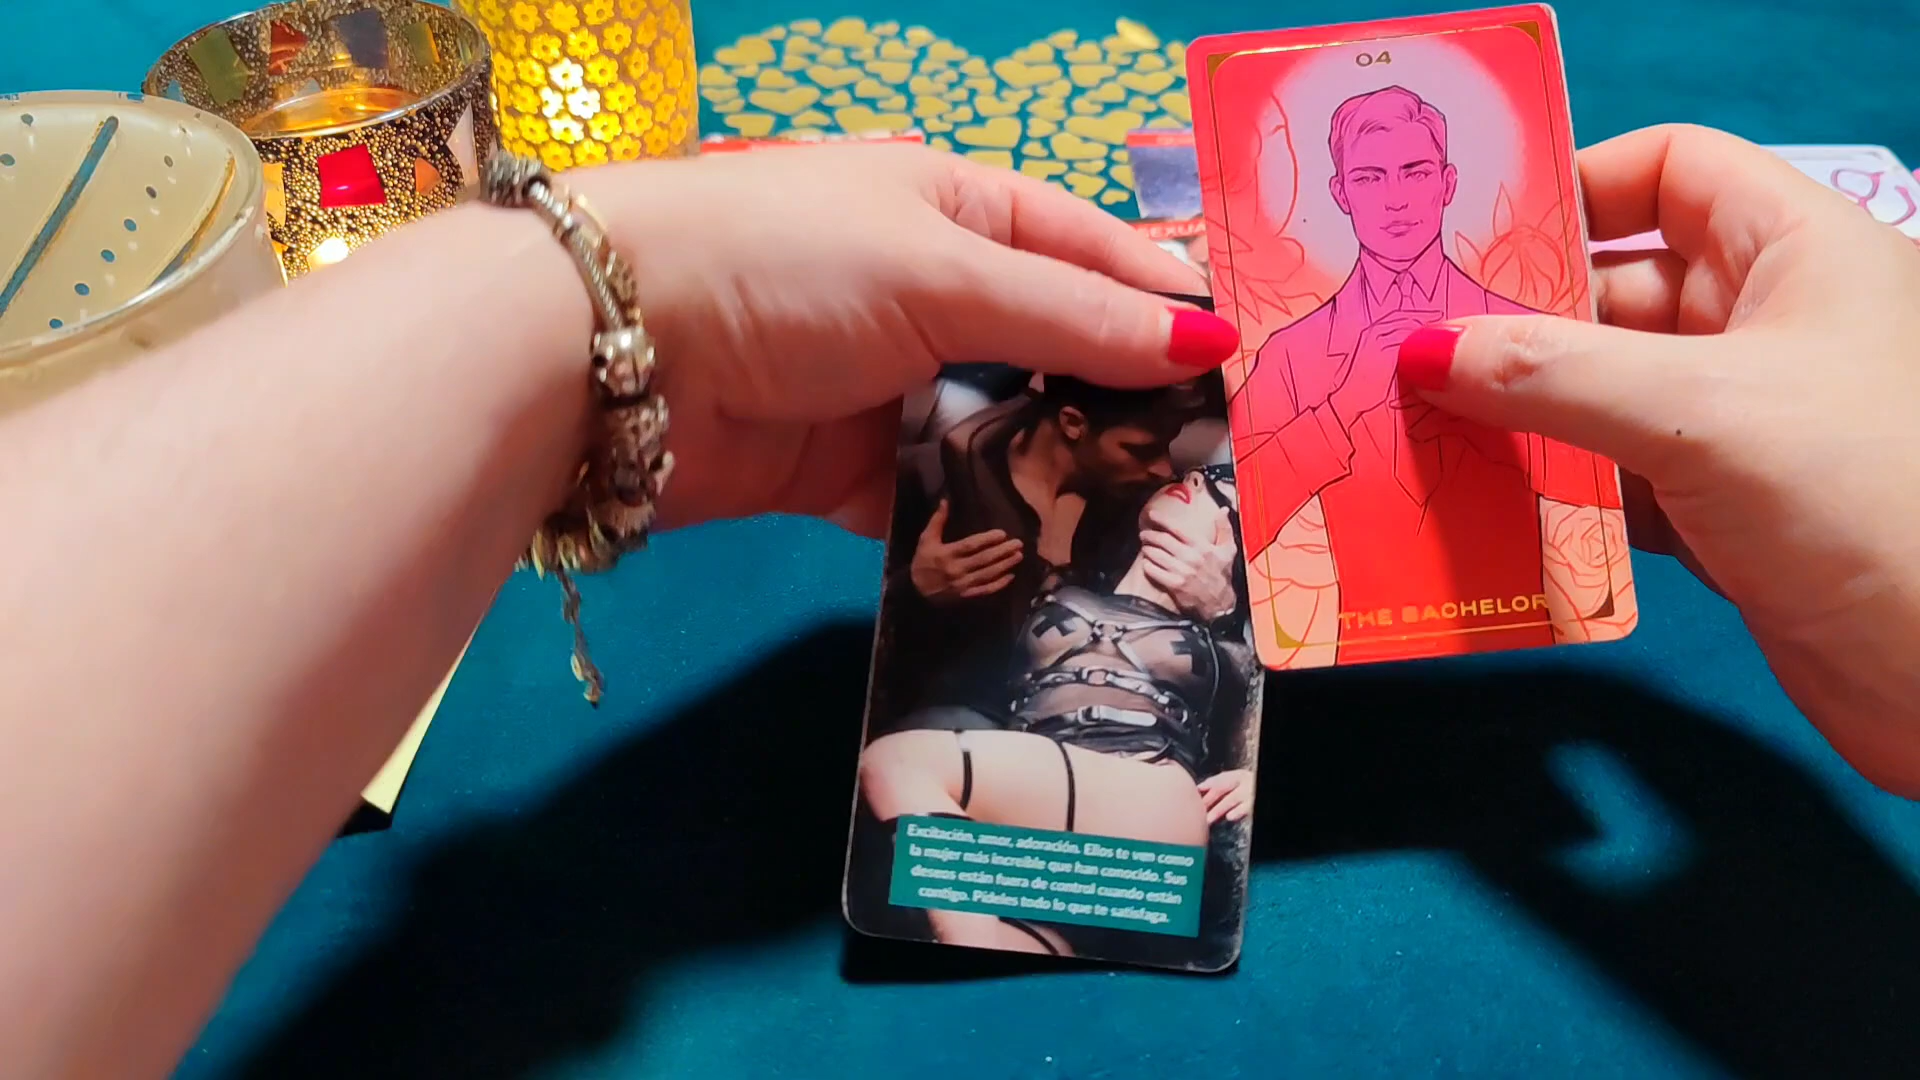 04
SEXUA
THE BACHELOR
Excitación, amor, adoración. Ellos te ven como
la mujer más increíble que han conocido. Sus
deseos están fuera de control cuando están
contigo. Pídeles todo lo que te satisfaga.